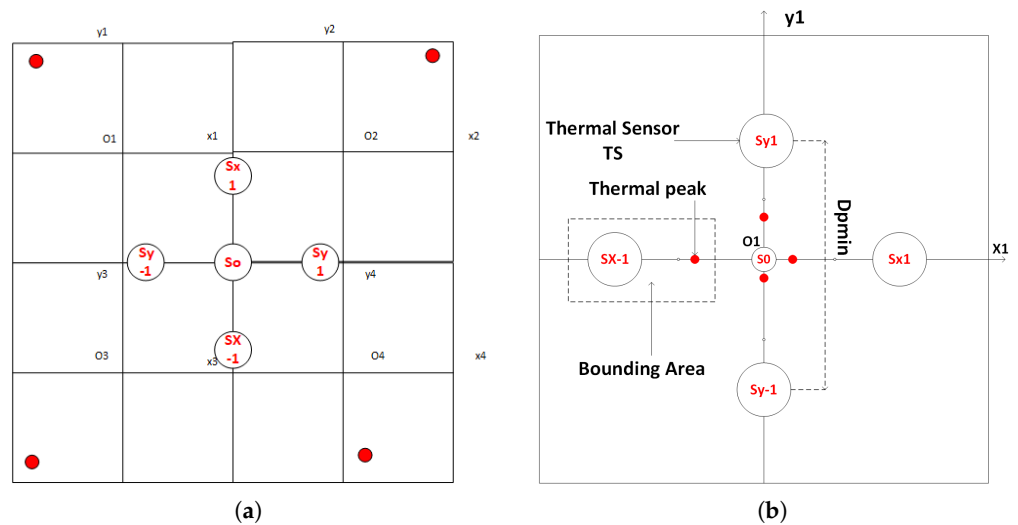 y1
y2
O1
x1
O2
x2
Sx
1
Sy
-1
So
Sy
1
y3
y4
SX
-1
O3
x3
O4
x4
(a)
y1
Thermal Sensor
TS
Sy1
Thermal peak
Dpmin
O1
X1
SX-1
S0
Sx1
Bounding Area
Sy-1
(b)